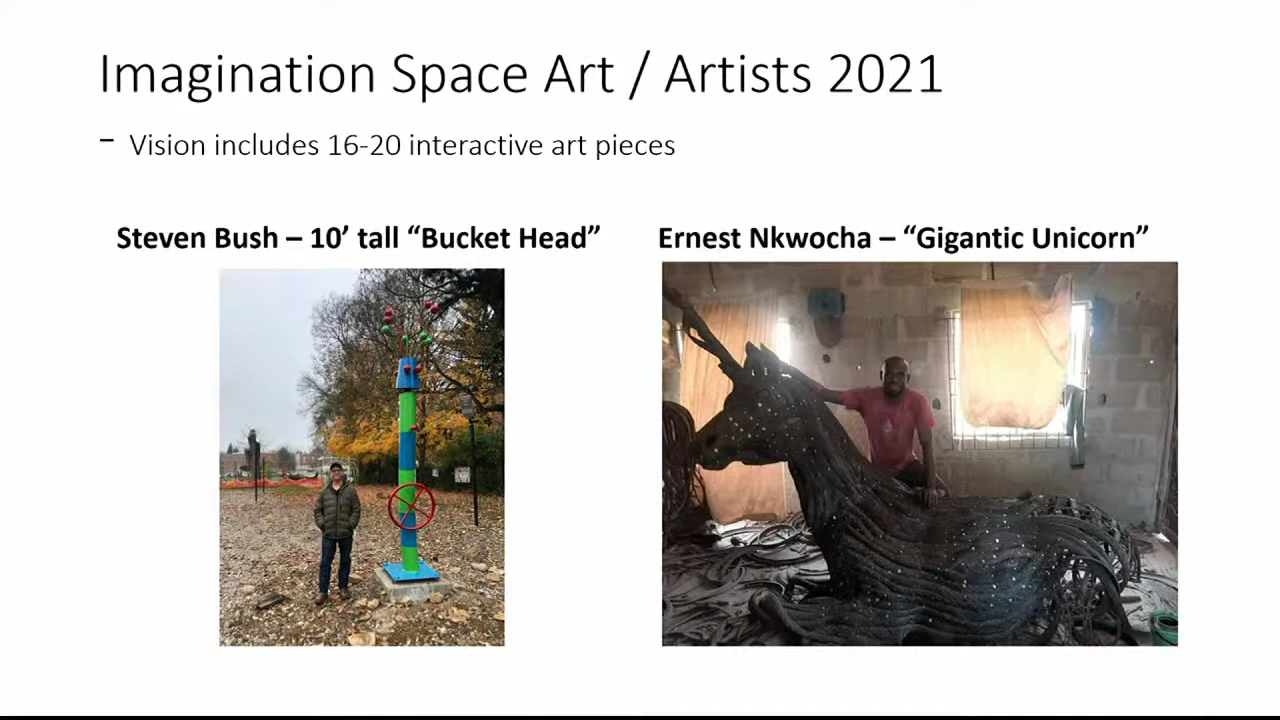 Imagination Space Art / Artists 2021
− Vision includes 16-20 interactive art pieces
Steven Bush – 10’ tall “Bucket Head”
Ernest Nkwocha – “Gigantic Unicorn”